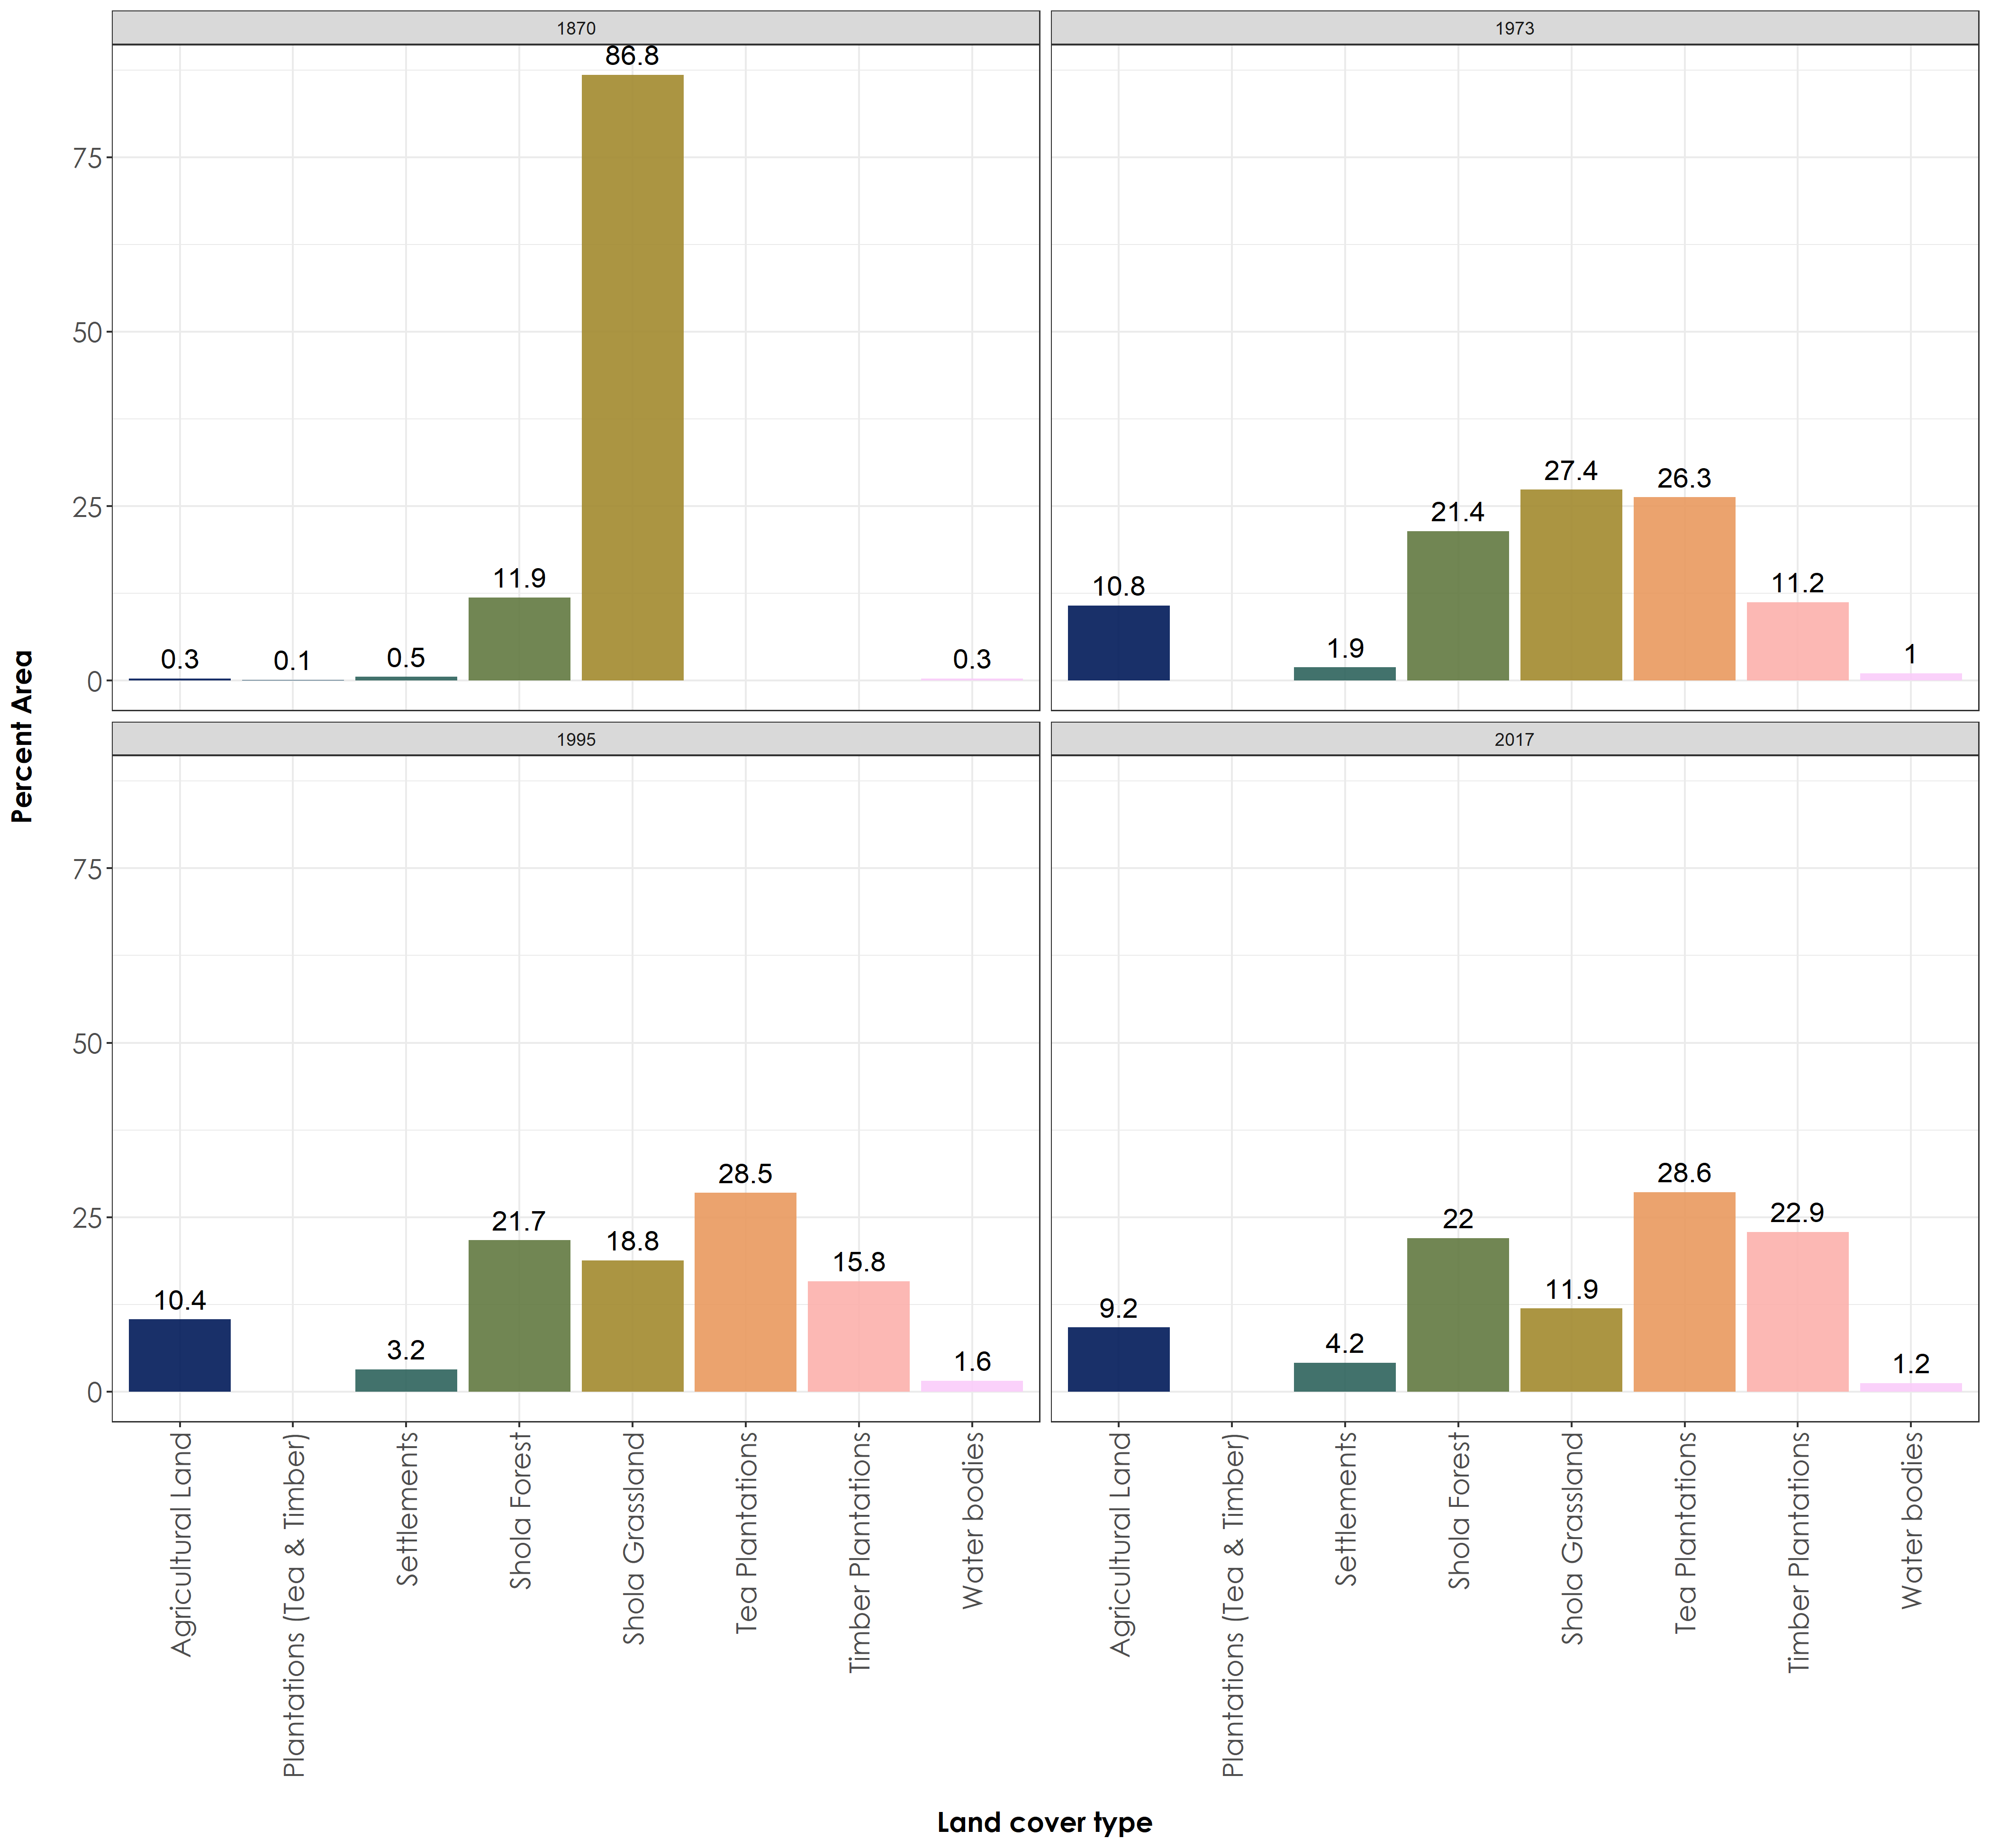 1870
1973
86.8
75
50
25
0
0.3
0.1
0.5
11.9
0.3
10.8
1.9
21.4
27.4
26.3
11.2
1
Percent Area
1995
2017
75
50
25
0
10.4
3.2
21.7
18.8
28.5
15.8
1.6
9.2
4.2
22
11.9
28.6
22.9
1.2
Agricultural Land
Plantations (Tea & Timber)
Settlements
Shola Forest
Shola Grassland
Tea Plantations
Timber Plantations
Water bodies
Agricultural Land
Plantations (Tea & Timber)
Settlements
Shola Forest
Shola Grassland
Tea Plantations
Timber Plantations
Water bodies
Land cover type